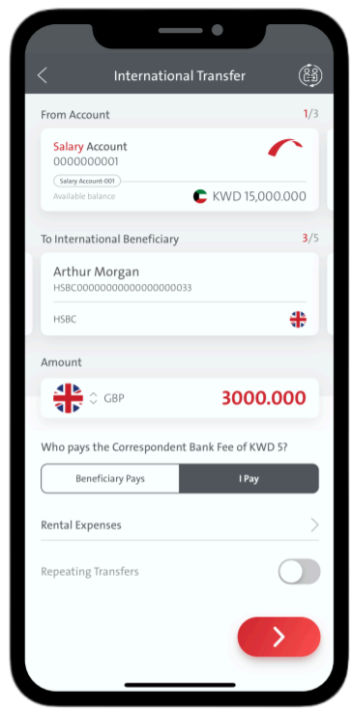 International Transfer
From Account 1/3
Salary Account
0000000001
Salary Account-001
Available balance KWD 15,000.000
To International Beneficiary 3/5
Arthur Morgan
HSBC00000000000000000033
HSBC
Amount
GBP 3000.000
Who pays the Correspondent Bank Fee of KWD 5?
Beneficiary Pays I Pay
Rental Expenses
Repeating Transfers